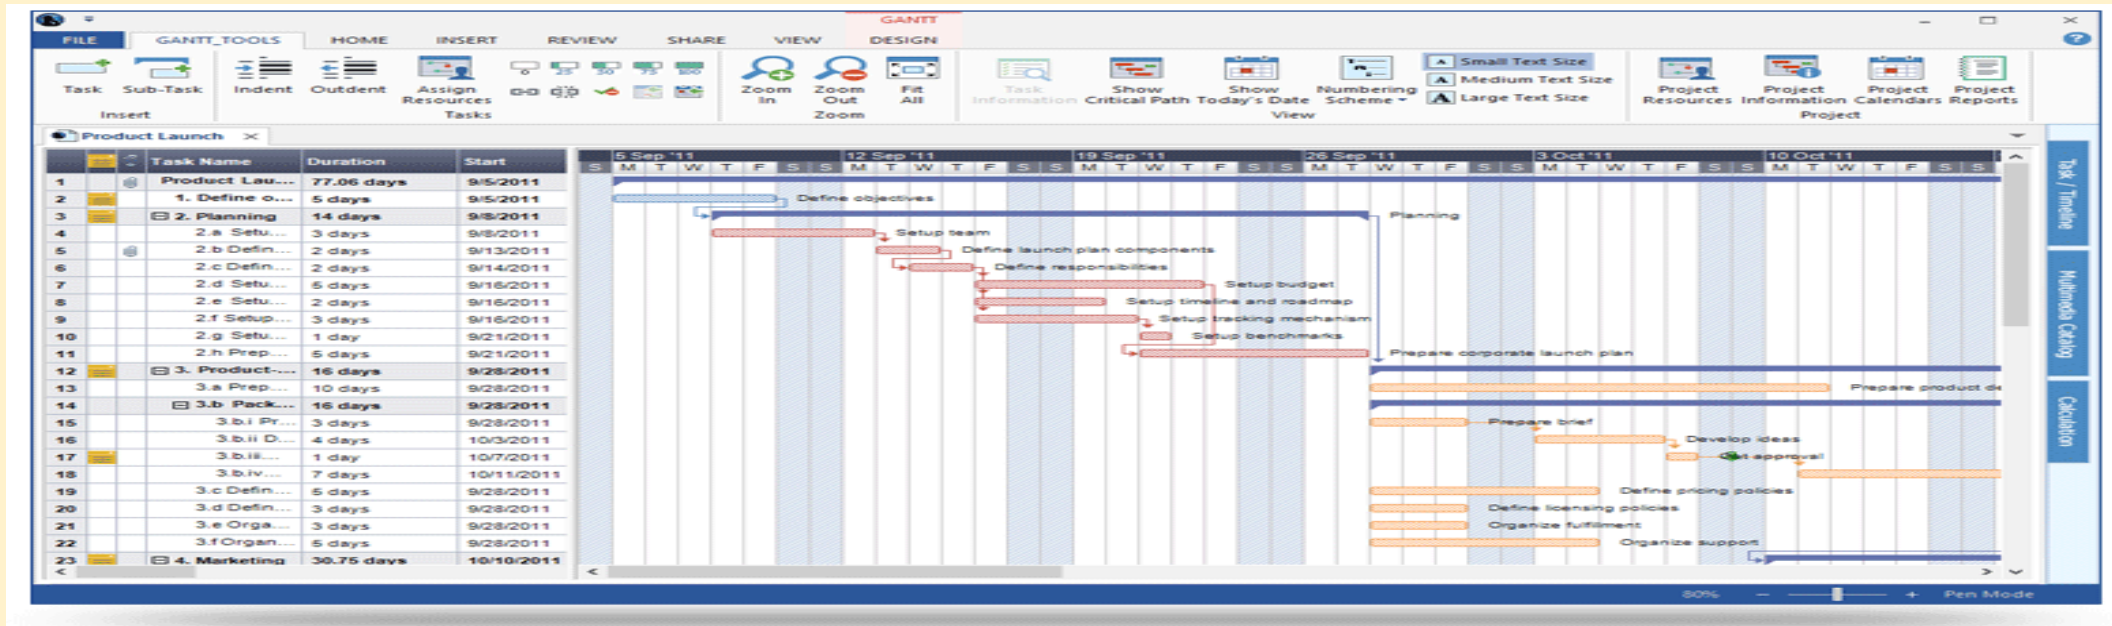 GANTT
FILE GANTT_TOOLS HOME INSERT REVIEW SHARE VIEW DESIGN
Task Sub-Task Indent Outdent Assign Resources 0 25 50 75 100 Zoom In Zoom Out Fit All Task Information Show Critical Path Show Today's Date Numbering Scheme Small Text Size Medium Text Size Large Text Size Project Resources Project Information Project Calendars Project Reports
Insert Tasks Zoom View Project
Product Launch
Task Name Duration Start 5 Sep '11 12 Sep '11 19 Sep '11 26 Sep '11 3 Oct '11 10 Oct '11
S M T W T F S S M T W T F S S M T W T F S S M T W T F S S M T W T F S S M T W T F S S
1 Product Lau... 77.06 days 9/5/2011
2 1. Define o... 5 days 9/5/2011 Define objectives
3 2. Planning 14 days 9/8/2011 Planning
4 2.a Setu... 3 days 9/8/2011 Setup team
5 2.b Defin... 2 days 9/13/2011 Define launch plan components
6 2.c Defin... 2 days 9/14/2011 Define responsibilities
7 2.d Setu... 5 days 9/16/2011 Setup budget
8 2.e Setu... 2 days 9/16/2011 Setup timeline and roadmap
9 2.f Setup... 3 days 9/16/2011 Setup tracking mechanism
10 2.g Setu... 1 day 9/21/2011 Setup benchmarks
11 2.h Prep... 5 days 9/21/2011 Prepare corporate launch plan
12 3. Product-... 16 days 9/28/2011
13 3.a Prep... 10 days 9/28/2011 Prepare product de
14 3.b Pack... 16 days 9/28/2011
15 3.b.i Pr... 3 days 9/28/2011 Prepare brief
16 3.b.ii D... 4 days 10/3/2011 Develop ideas
17 3.b.iii... 1 day 10/7/2011 approval
18 3.b.iv... 7 days 10/11/2011
19 3.c Defin... 5 days 9/28/2011 Define pricing policies
20 3.d Defin... 3 days 9/28/2011 Define licensing policies
21 3.e Orga... 3 days 9/28/2011 Organize fulfillment
22 3.f Organ... 5 days 9/28/2011 Organize support
23 4. Marketing 30.75 days 10/10/2011
Task / Timeline
Multimedia Catalog
Calculation
80% Pen Mode